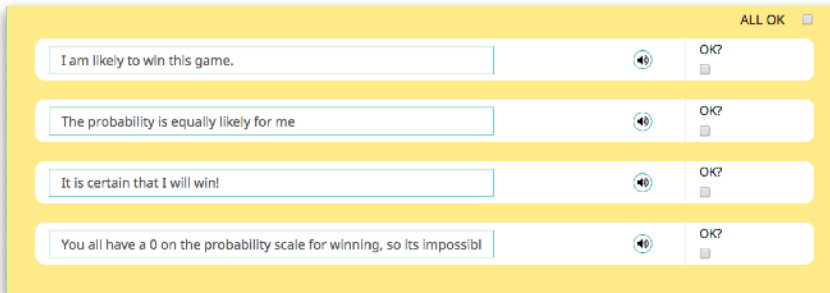 ALL OK
I am likely to win this game.
OK?
The probability is equally likely for me
OK?
It is certain that I will win!
OK?
You all have a 0 on the probability scale for winning, so its impossibl
OK?